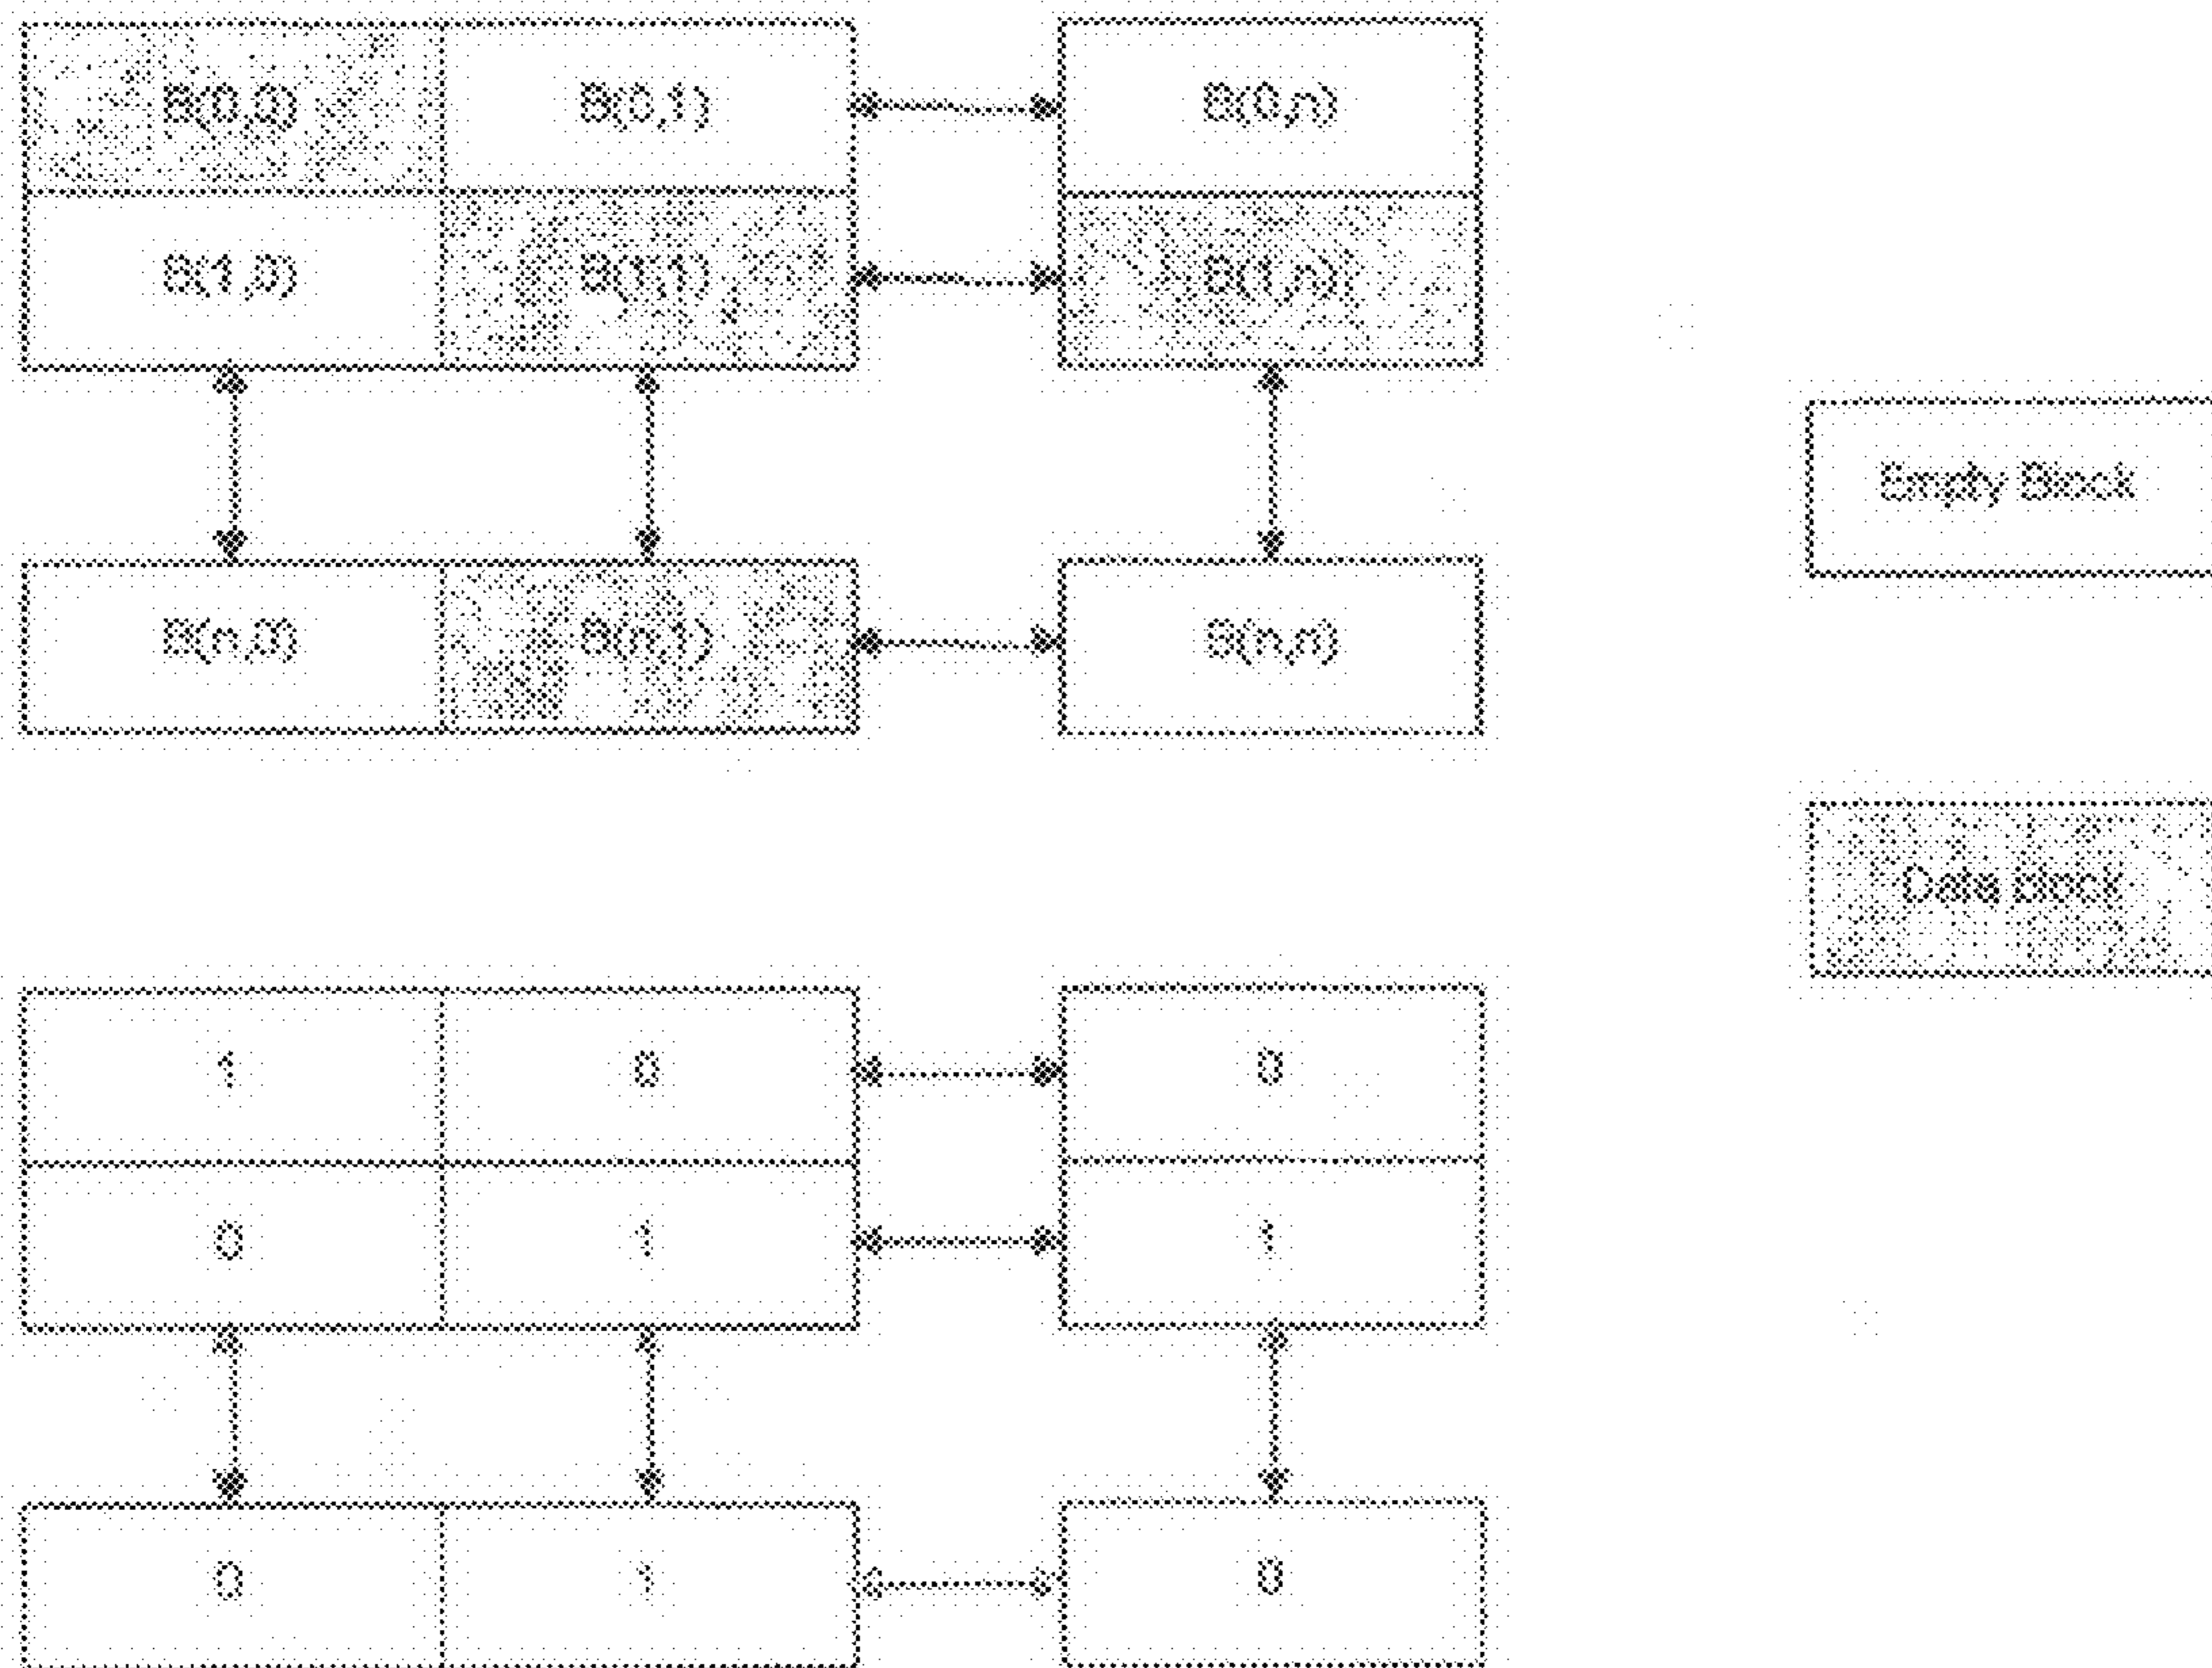 B(0,0) B(0,1) B(0,n)
B(1,0) B(1,1) B(1,n)
Empty Block
B(n,0) B(n,1) B(n,n)
Data Block
1 0 0
0 1 1
0 1 0